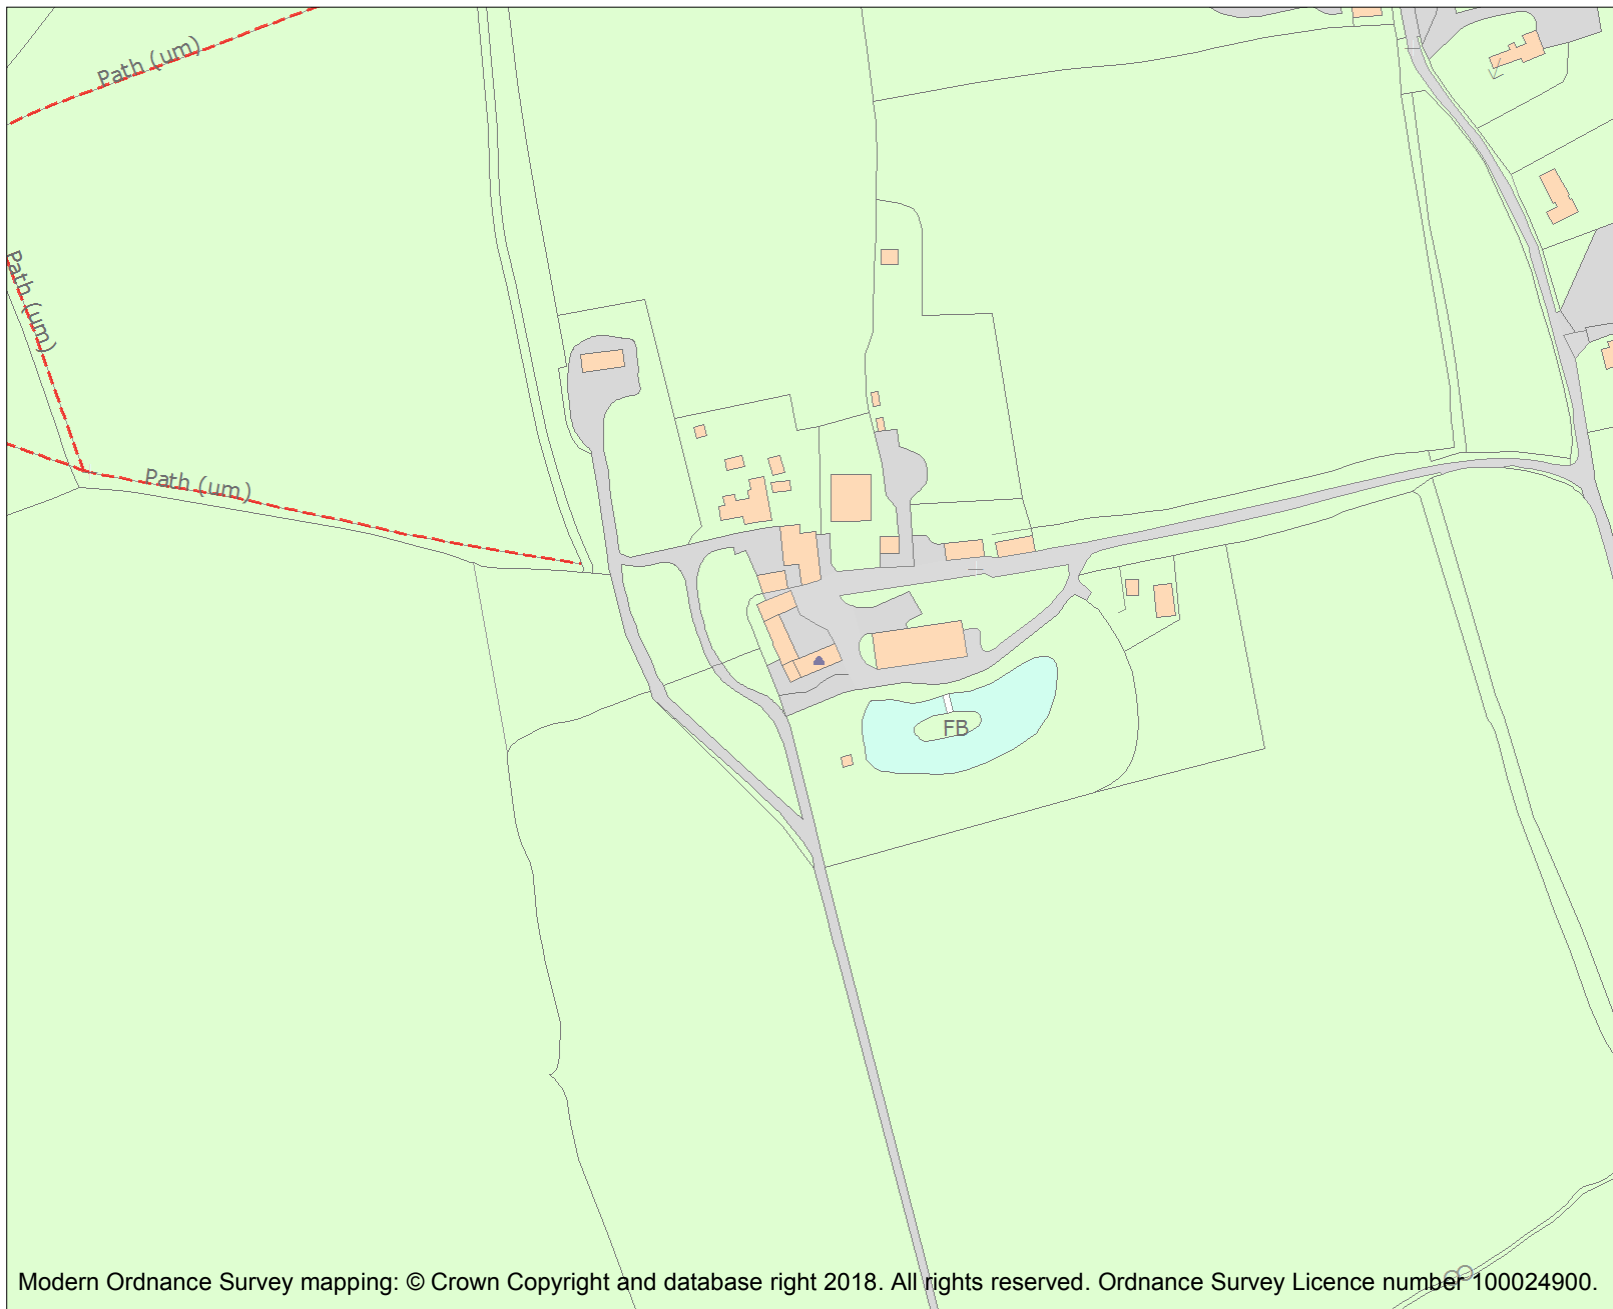 Path (um)
Path (um)
Path (um)
FB
Modern Ordnance Survey mapping: © Crown Copyright and database right 2018. All rights reserved. Ordnance Survey Licence number 100024900.